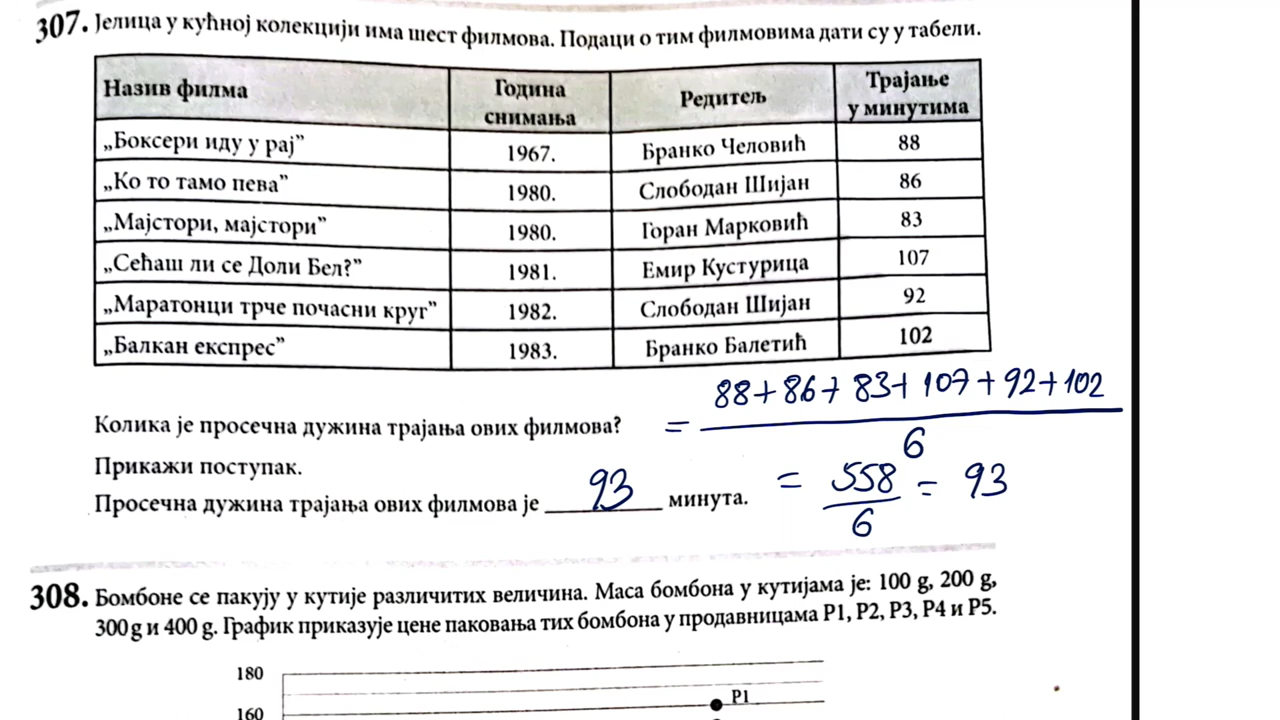 307. Јелица у кућној колекцији има шест филмова. Подаци о тим филмовима дати су у табели.
Назив филма Година снимања Редитељ Трајање у минутима
„Боксери иду у рај” 1967. Бранко Человић 88
„Ко то тамо пева” 1980. Слободан Шијан 86
„Мајстори, мајстори” 1980. Горан Марковић 83
„Сећаш ли се Доли Бел?” 1981. Емир Кустурица 107
„Маратонци трче почасни круг” 1982. Слободан Шијан 92
„Балкан експрес” 1983. Бранко Балетић 102
88+86+83+107+92+102
Колика је просечна дужина трајања ових филмова? =
6
Прикажи поступак.
Просечна дужина трајања ових филмова је 93 минута. = 558/6 = 93
308. Бомбоне се пакују у кутије различитих величина. Маса бомбона у кутијама је: 100 g, 200 g,
300 g и 400 g. График приказује цене паковања тих бомбона у продавницама P1, P2, P3, P4 и P5.
180
P1
160